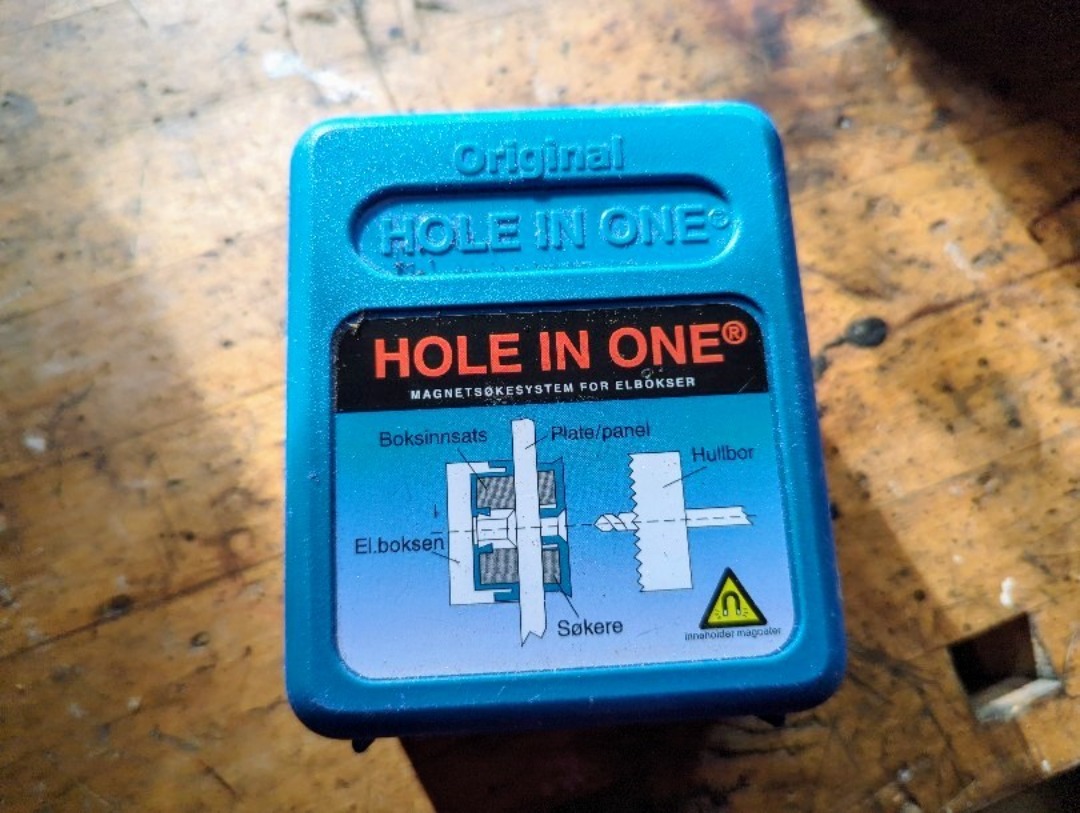 Original
HOLE IN ONE®
HOLE IN ONE®
MAGNETSØKESYSTEM FOR ELBOKSER
Boksinnsats
Plate/panel
Hullbor
El.boksen
Søkere
inneholder magneter